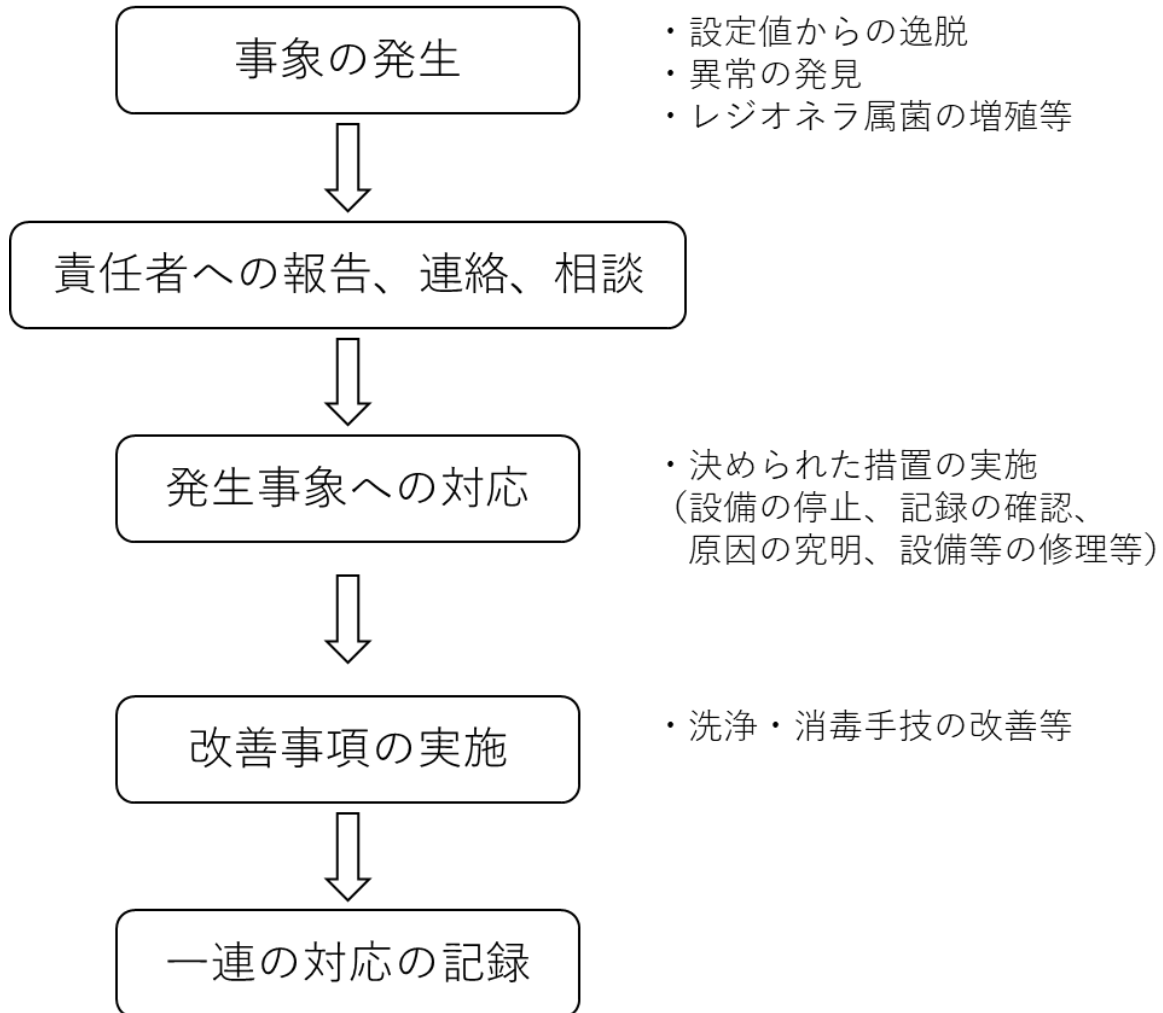 事象の発生
・設定値からの逸脱
・異常の発見
・レジオネラ属菌の増殖等
責任者への報告、連絡、相談
発生事象への対応
・決められた措置の実施
（設備の停止、記録の確認、
原因の究明、設備等の修理等）
改善事項の実施
・洗浄・消毒手技の改善等
一連の対応の記録